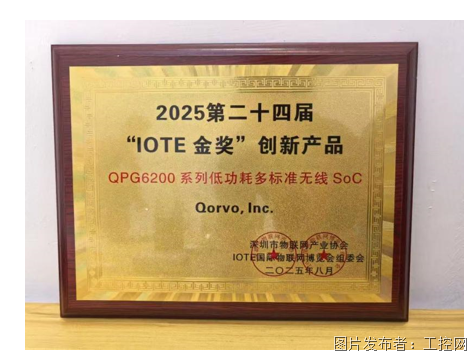 2025第二十四届
“IOTE 金奖”创新产品
QPG6200 系列低功耗多标准无线 SoC
Qorvo, Inc.
深圳市物联网产业协会
IOTE国际物联网博览会组委会
二〇二五年八月
图片发布者：工控网